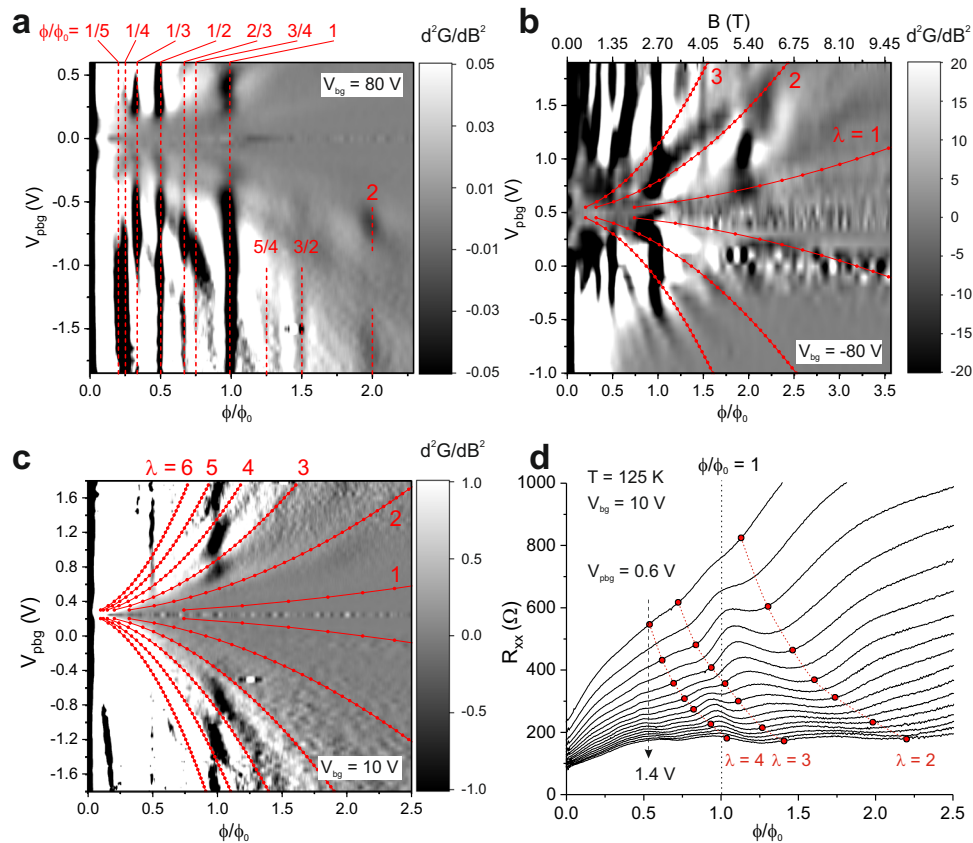 a
ϕ/ϕ₀ = 1/5 1/4 1/3 1/2 2/3 3/4 1
d²G/dB²
V_bg = 80 V
2
5/4 3/2
V_pbg (V)
0.5
0.0
-0.5
-1.0
-1.5
0.0 0.5 1.0 1.5 2.0
ϕ/ϕ₀
0.05
0.03
0.01
-0.01
-0.03
-0.05
b
B (T)
0.00 1.35 2.70 4.05 5.40 6.75 8.10 9.45
d²G/dB²
3 2
λ = 1
V_pbg (V)
1.5
1.0
0.5
0.0
-0.5
-1.0
V_bg = -80 V
0.0 0.5 1.0 1.5 2.0 2.5 3.0 3.5
ϕ/ϕ₀
20
15
10
5
0
-5
-10
-15
-20
c
λ = 6 5 4 3
d²G/dB²
2
1
V_pbg (V)
1.6
1.2
0.8
0.4
0.0
-0.4
-0.8
-1.2
-1.6
V_bg = 10 V
0.0 0.5 1.0 1.5 2.0 2.5
ϕ/ϕ₀
1.0
0.5
0.0
-0.5
-1.0
d
ϕ/ϕ₀ = 1
T = 125 K
V_bg = 10 V
V_pbg = 0.6 V
1.4 V
λ = 4 λ = 3 λ = 2
R_xx (Ω)
1000
800
600
400
200
0
0.0 0.5 1.0 1.5 2.0 2.5
ϕ/ϕ₀